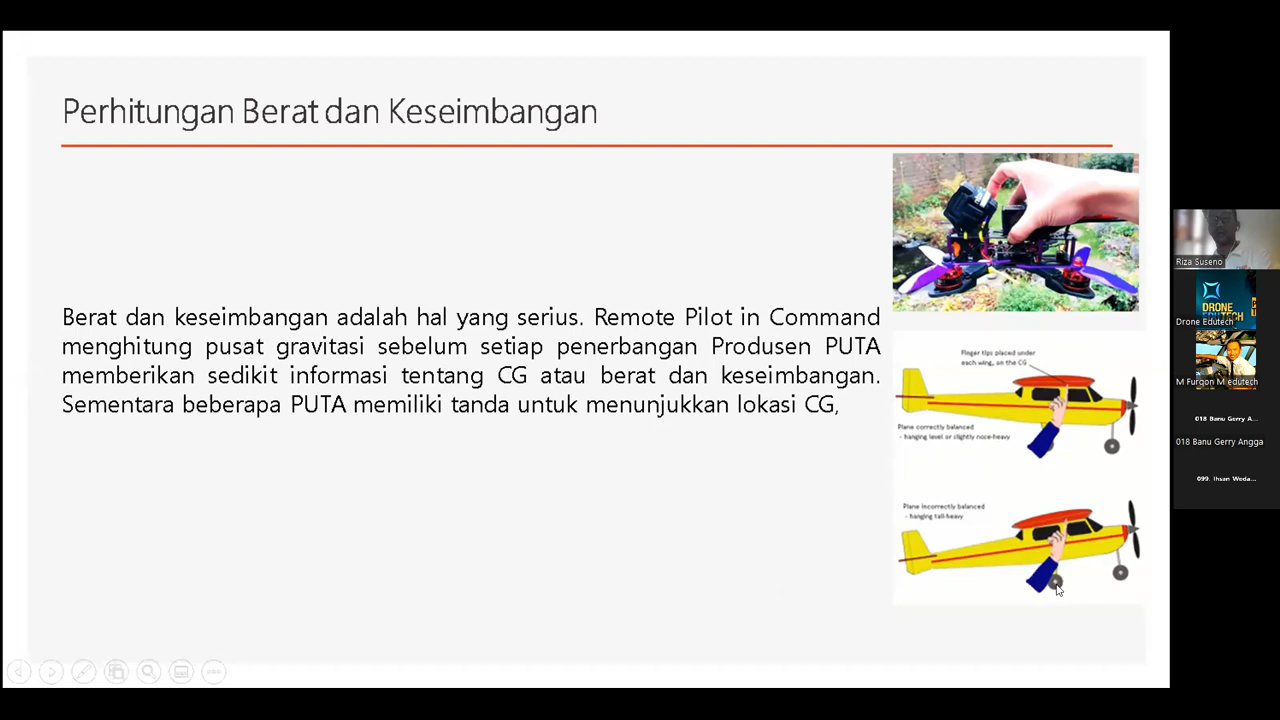 Perhitungan Berat dan Keseimbangan
Berat dan keseimbangan adalah hal yang serius. Remote Pilot in Command
menghitung pusat gravitasi sebelum setiap penerbangan Produsen PUTA
memberikan sedikit informasi tentang CG atau berat dan keseimbangan.
Sementara beberapa PUTA memiliki tanda untuk menunjukkan lokasi CG,
Finger tips placed under
each wing, on the CG
Plane correctly balanced
- hanging level or slightly nose-heavy
Plane incorrectly balanced
- hanging tail-heavy
Riza Suseno
DRONE
EDUTECH
Drone Edutech
M Furqon M edutech
018 Banu Gerry A...
018 Banu Gerry Angga
099. Ihsan Weda...